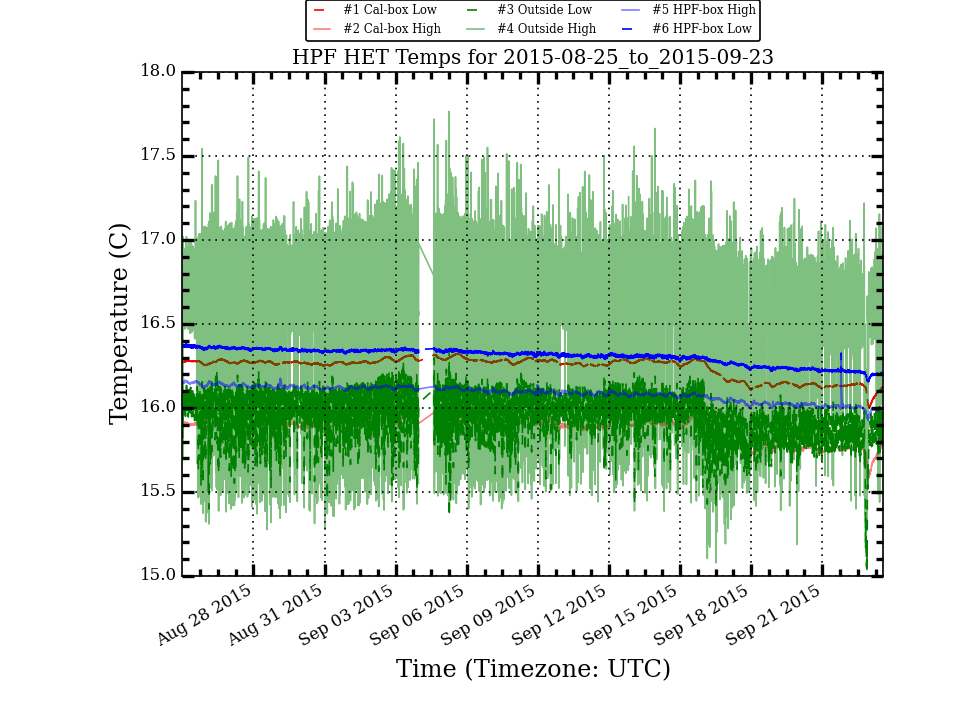 #1 Cal-box Low #3 Outside Low #5 HPF-box High
#2 Cal-box High #4 Outside High #6 HPF-box Low
HPF HET Temps for 2015-08-25_to_2015-09-23
18.0
17.5
17.0
16.5
16.0
15.5
15.0
Temperature (C)
Aug 28 2015 Aug 31 2015 Sep 03 2015 Sep 06 2015 Sep 09 2015 Sep 12 2015 Sep 15 2015 Sep 18 2015 Sep 21 2015
Time (Timezone: UTC)